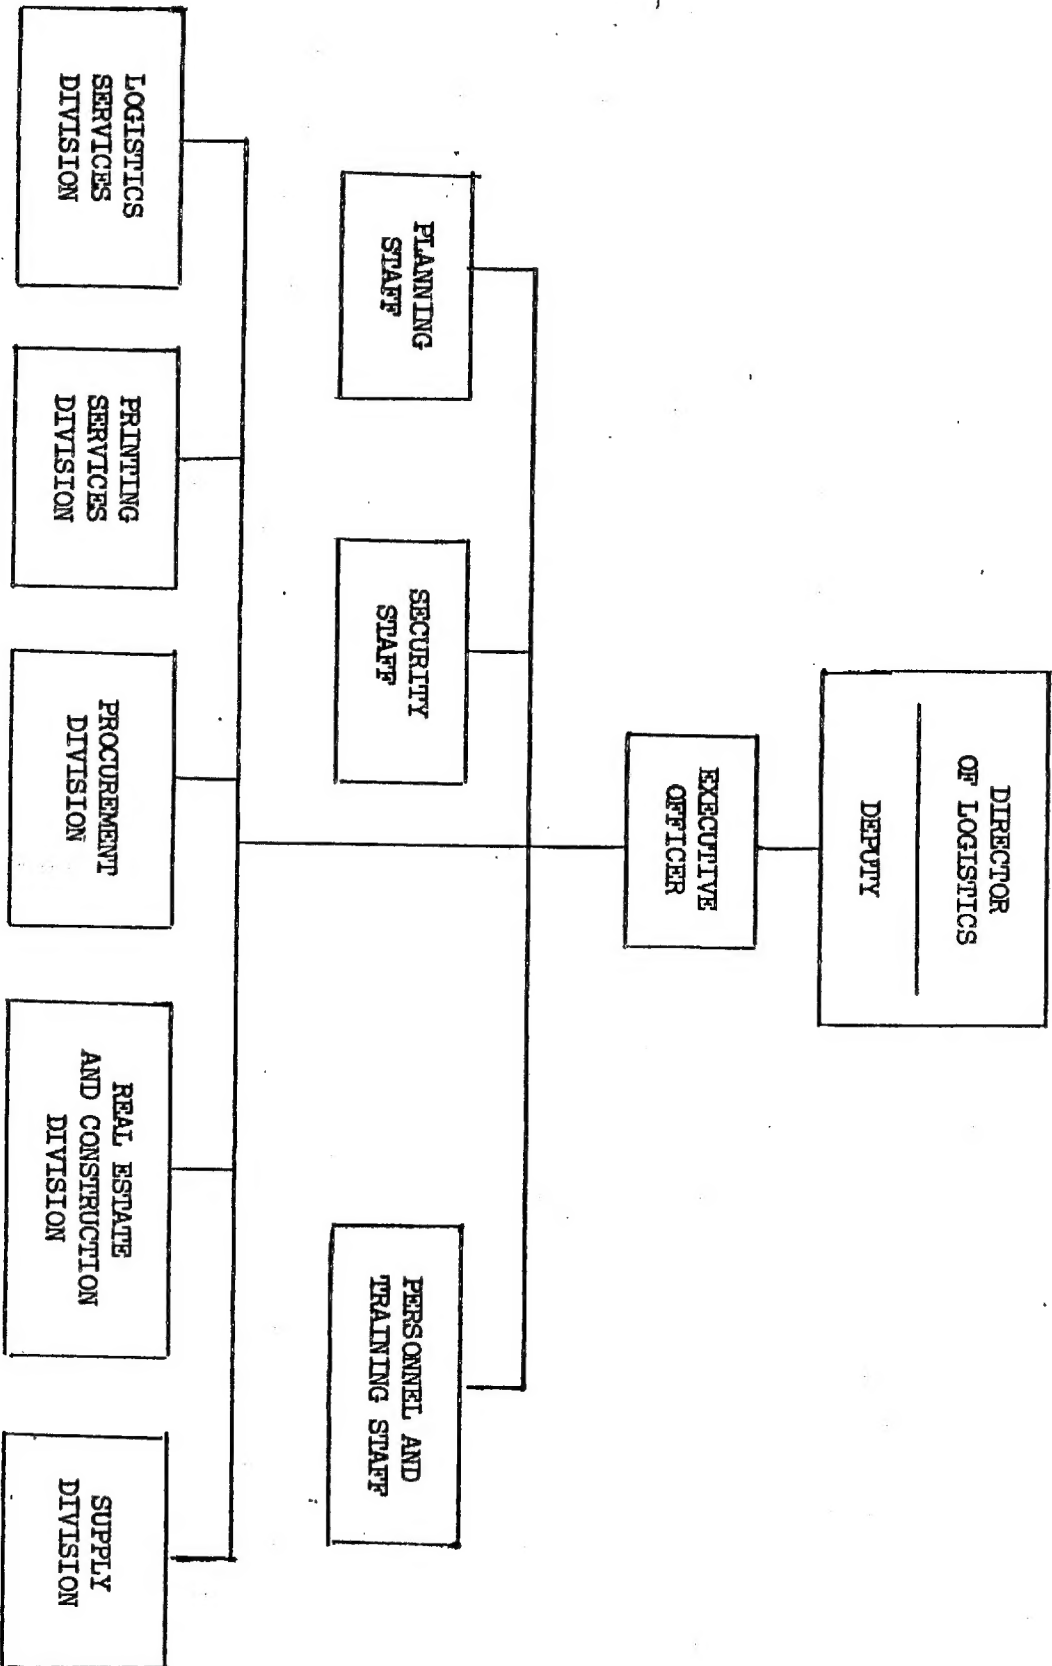 DIRECTOR
OF LOGISTICS
DEPUTY
EXECUTIVE
OFFICER
PLANNING
STAFF
SECURITY
STAFF
PERSONNEL AND
TRAINING STAFF
LOGISTICS
SERVICES
DIVISION
PRINTING
SERVICES
DIVISION
PROCUREMENT
DIVISION
REAL ESTATE
AND CONSTRUCTION
DIVISION
SUPPLY
DIVISION